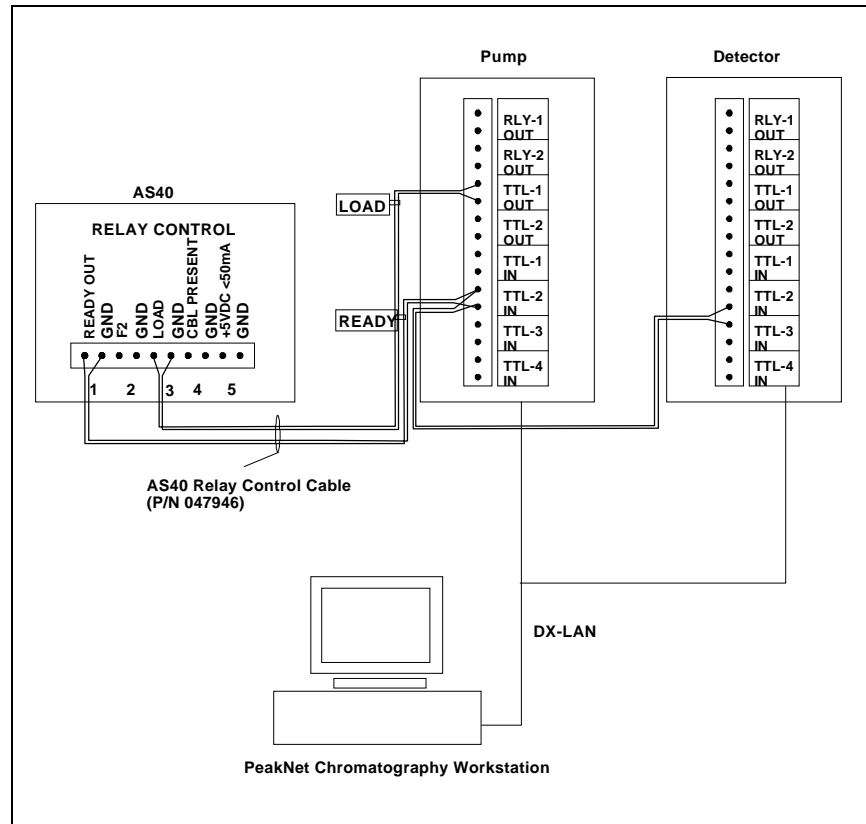 Pump
Detector
RLY-1
OUT
RLY-2
OUT
TTL-1
OUT
TTL-2
OUT
TTL-1
IN
TTL-2
IN
TTL-3
IN
TTL-4
IN
RLY-1
OUT
RLY-2
OUT
TTL-1
OUT
TTL-2
OUT
TTL-1
IN
TTL-2
IN
TTL-3
IN
TTL-4
IN
AS40
RELAY CONTROL
READY OUT
GND
F2
GND
LOAD
GND
CBL PRESENT
GND
+5VDC <50mA
GND
1 2 3 4 5
LOAD
READY
AS40 Relay Control Cable
(P/N 047946)
DX-LAN
PeakNet Chromatography Workstation